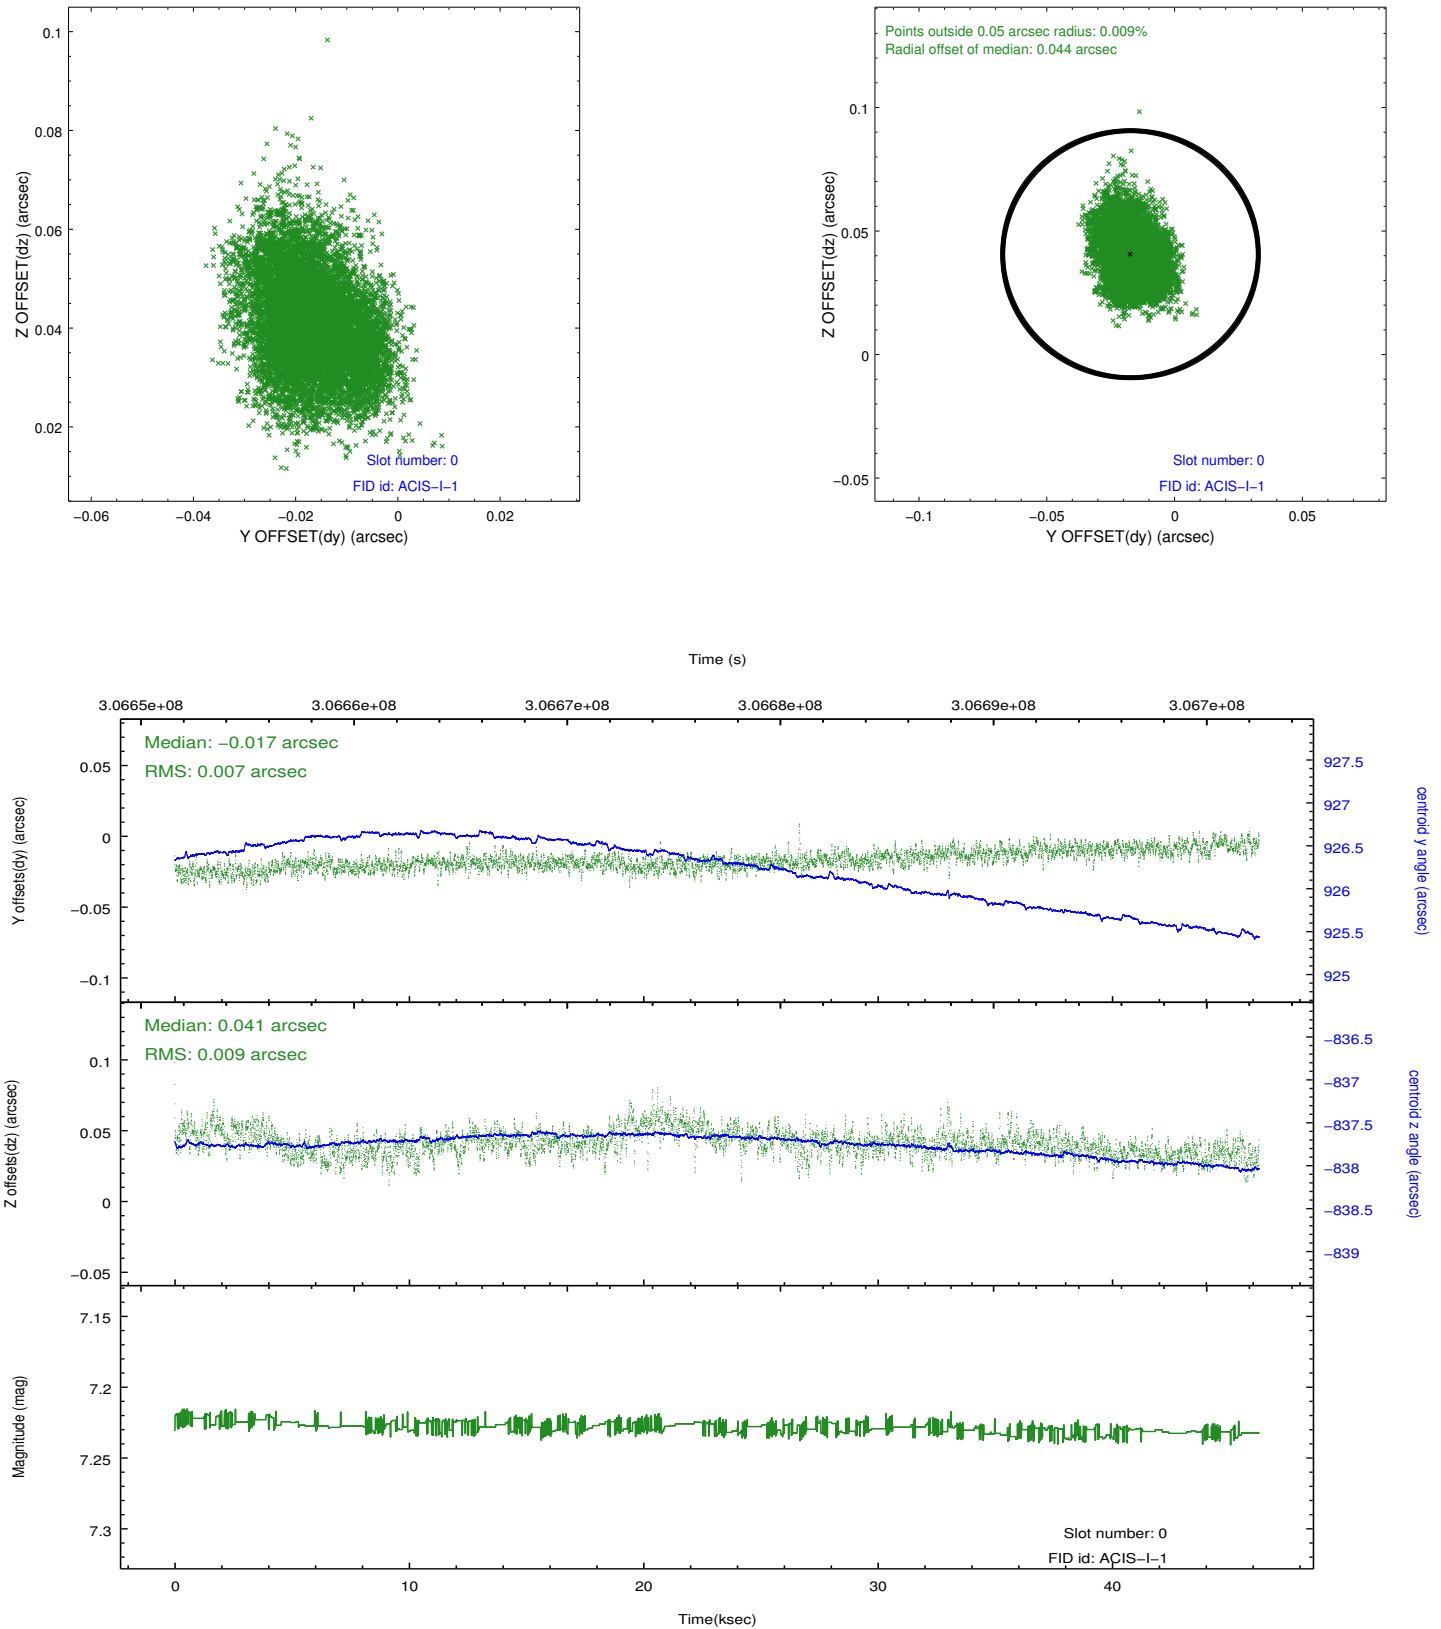 0.1
0.08
0.06
0.04
0.02
Z OFFSET(dz) (arcsec)
Slot number: 0
FID id: ACIS−I−1
−0.06 −0.04 −0.02 0 0.02
Y OFFSET(dy) (arcsec)
Points outside 0.05 arcsec radius: 0.009%
Radial offset of median: 0.044 arcsec
0.1
0.05
0
−0.05
Z OFFSET(dz) (arcsec)
Slot number: 0
FID id: ACIS−I−1
−0.1 −0.05 0 0.05
Y OFFSET(dy) (arcsec)
Time (s)
3.0665e+08 3.0666e+08 3.0667e+08 3.0668e+08 3.0669e+08 3.067e+08
Median: −0.017 arcsec
RMS: 0.007 arcsec
0.05
0
−0.05
−0.1
Y offsets(dy) (arcsec)
927.5
927
926.5
926
925.5
925
centroid y angle (arcsec)
Median: 0.041 arcsec
RMS: 0.009 arcsec
0.1
0.05
0
−0.05
Z offsets(dz) (arcsec)
−836.5
−837
−837.5
−838
−838.5
−839
centroid z angle (arcsec)
7.15
7.2
7.25
7.3
Magnitude (mag)
Slot number: 0
FID id: ACIS−I−1
0 10 20 30 40
Time(ksec)